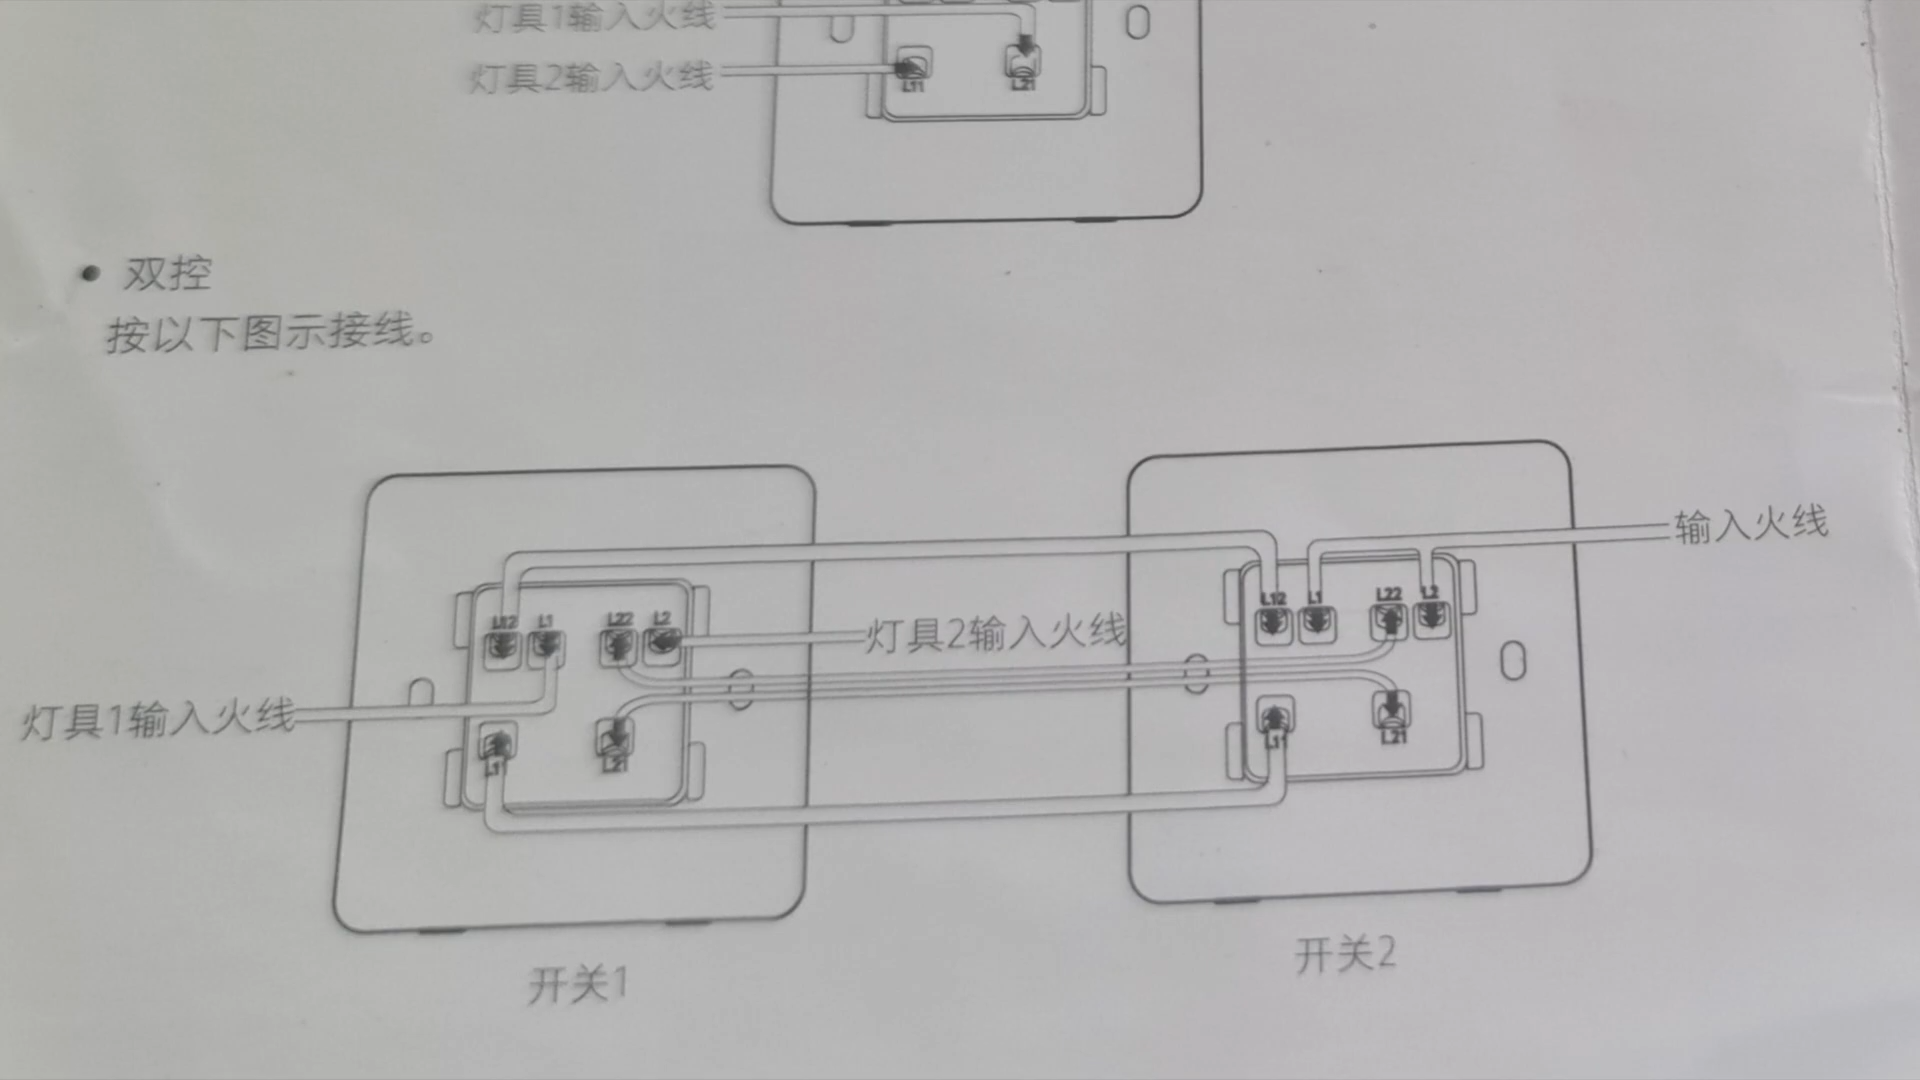 灯具1输入火线
灯具2输入火线
L11
L21
• 双控
按以下图示接线。
输入火线
L12 L1 L22 L2
L12 L1 L22 L2
灯具2输入火线
灯具1输入火线
L11
L21
L11
L21
开关1
开关2